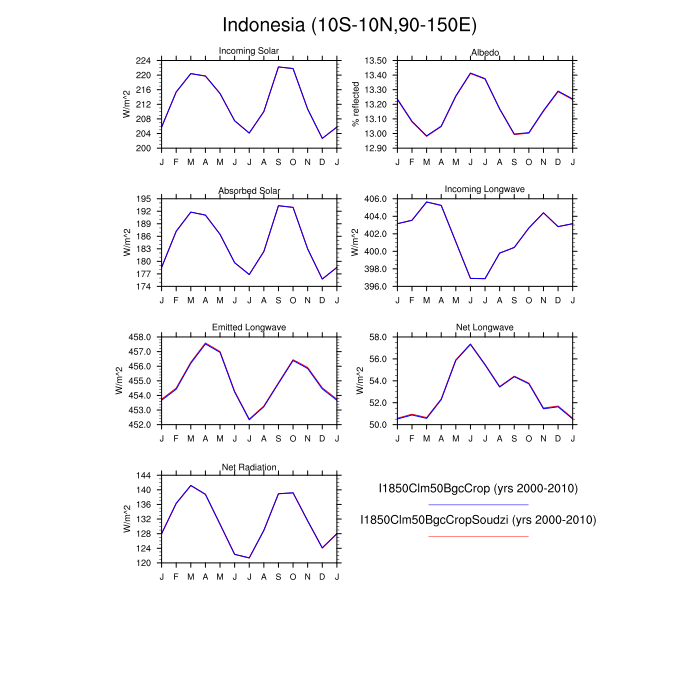 Indonesia (10S-10N,90-150E)
Incoming Solar
W/m^2
224
220
216
212
208
204
200
J F M A M J J A S O N D J
Albedo
% reflected
13.50
13.40
13.30
13.20
13.10
13.00
12.90
J F M A M J J A S O N D J
Absorbed Solar
W/m^2
195
192
189
186
183
180
177
174
J F M A M J J A S O N D J
Incoming Longwave
W/m^2
406.0
404.0
402.0
400.0
398.0
396.0
J F M A M J J A S O N D J
Emitted Longwave
W/m^2
458.0
457.0
456.0
455.0
454.0
453.0
452.0
J F M A M J J A S O N D J
Net Longwave
W/m^2
58.0
56.0
54.0
52.0
50.0
J F M A M J J A S O N D J
Net Radiation
W/m^2
144
140
136
132
128
124
120
J F M A M J J A S O N D J
I1850Clm50BgcCrop (yrs 2000-2010)
I1850Clm50BgcCropSoudzi (yrs 2000-2010)